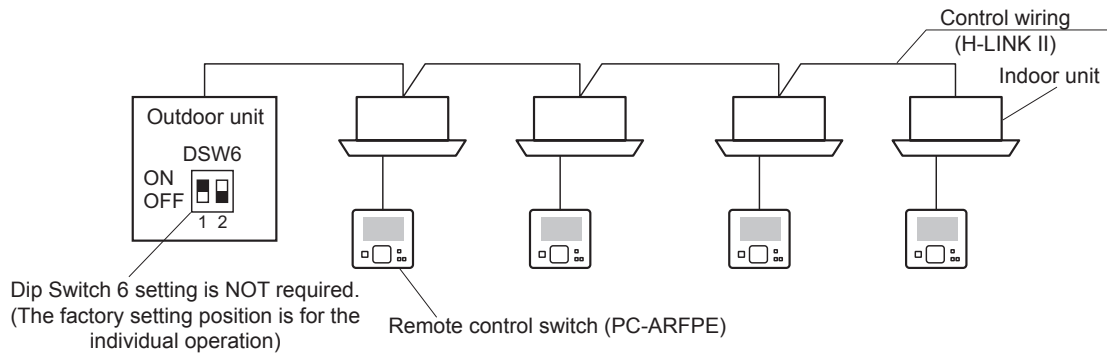 Control wiring
(H-LINK II)
Indoor unit
Outdoor unit
DSW6
ON
OFF
1 2
Dip Switch 6 setting is NOT required.
(The factory setting position is for the
individual operation)
Remote control switch (PC-ARFPE)